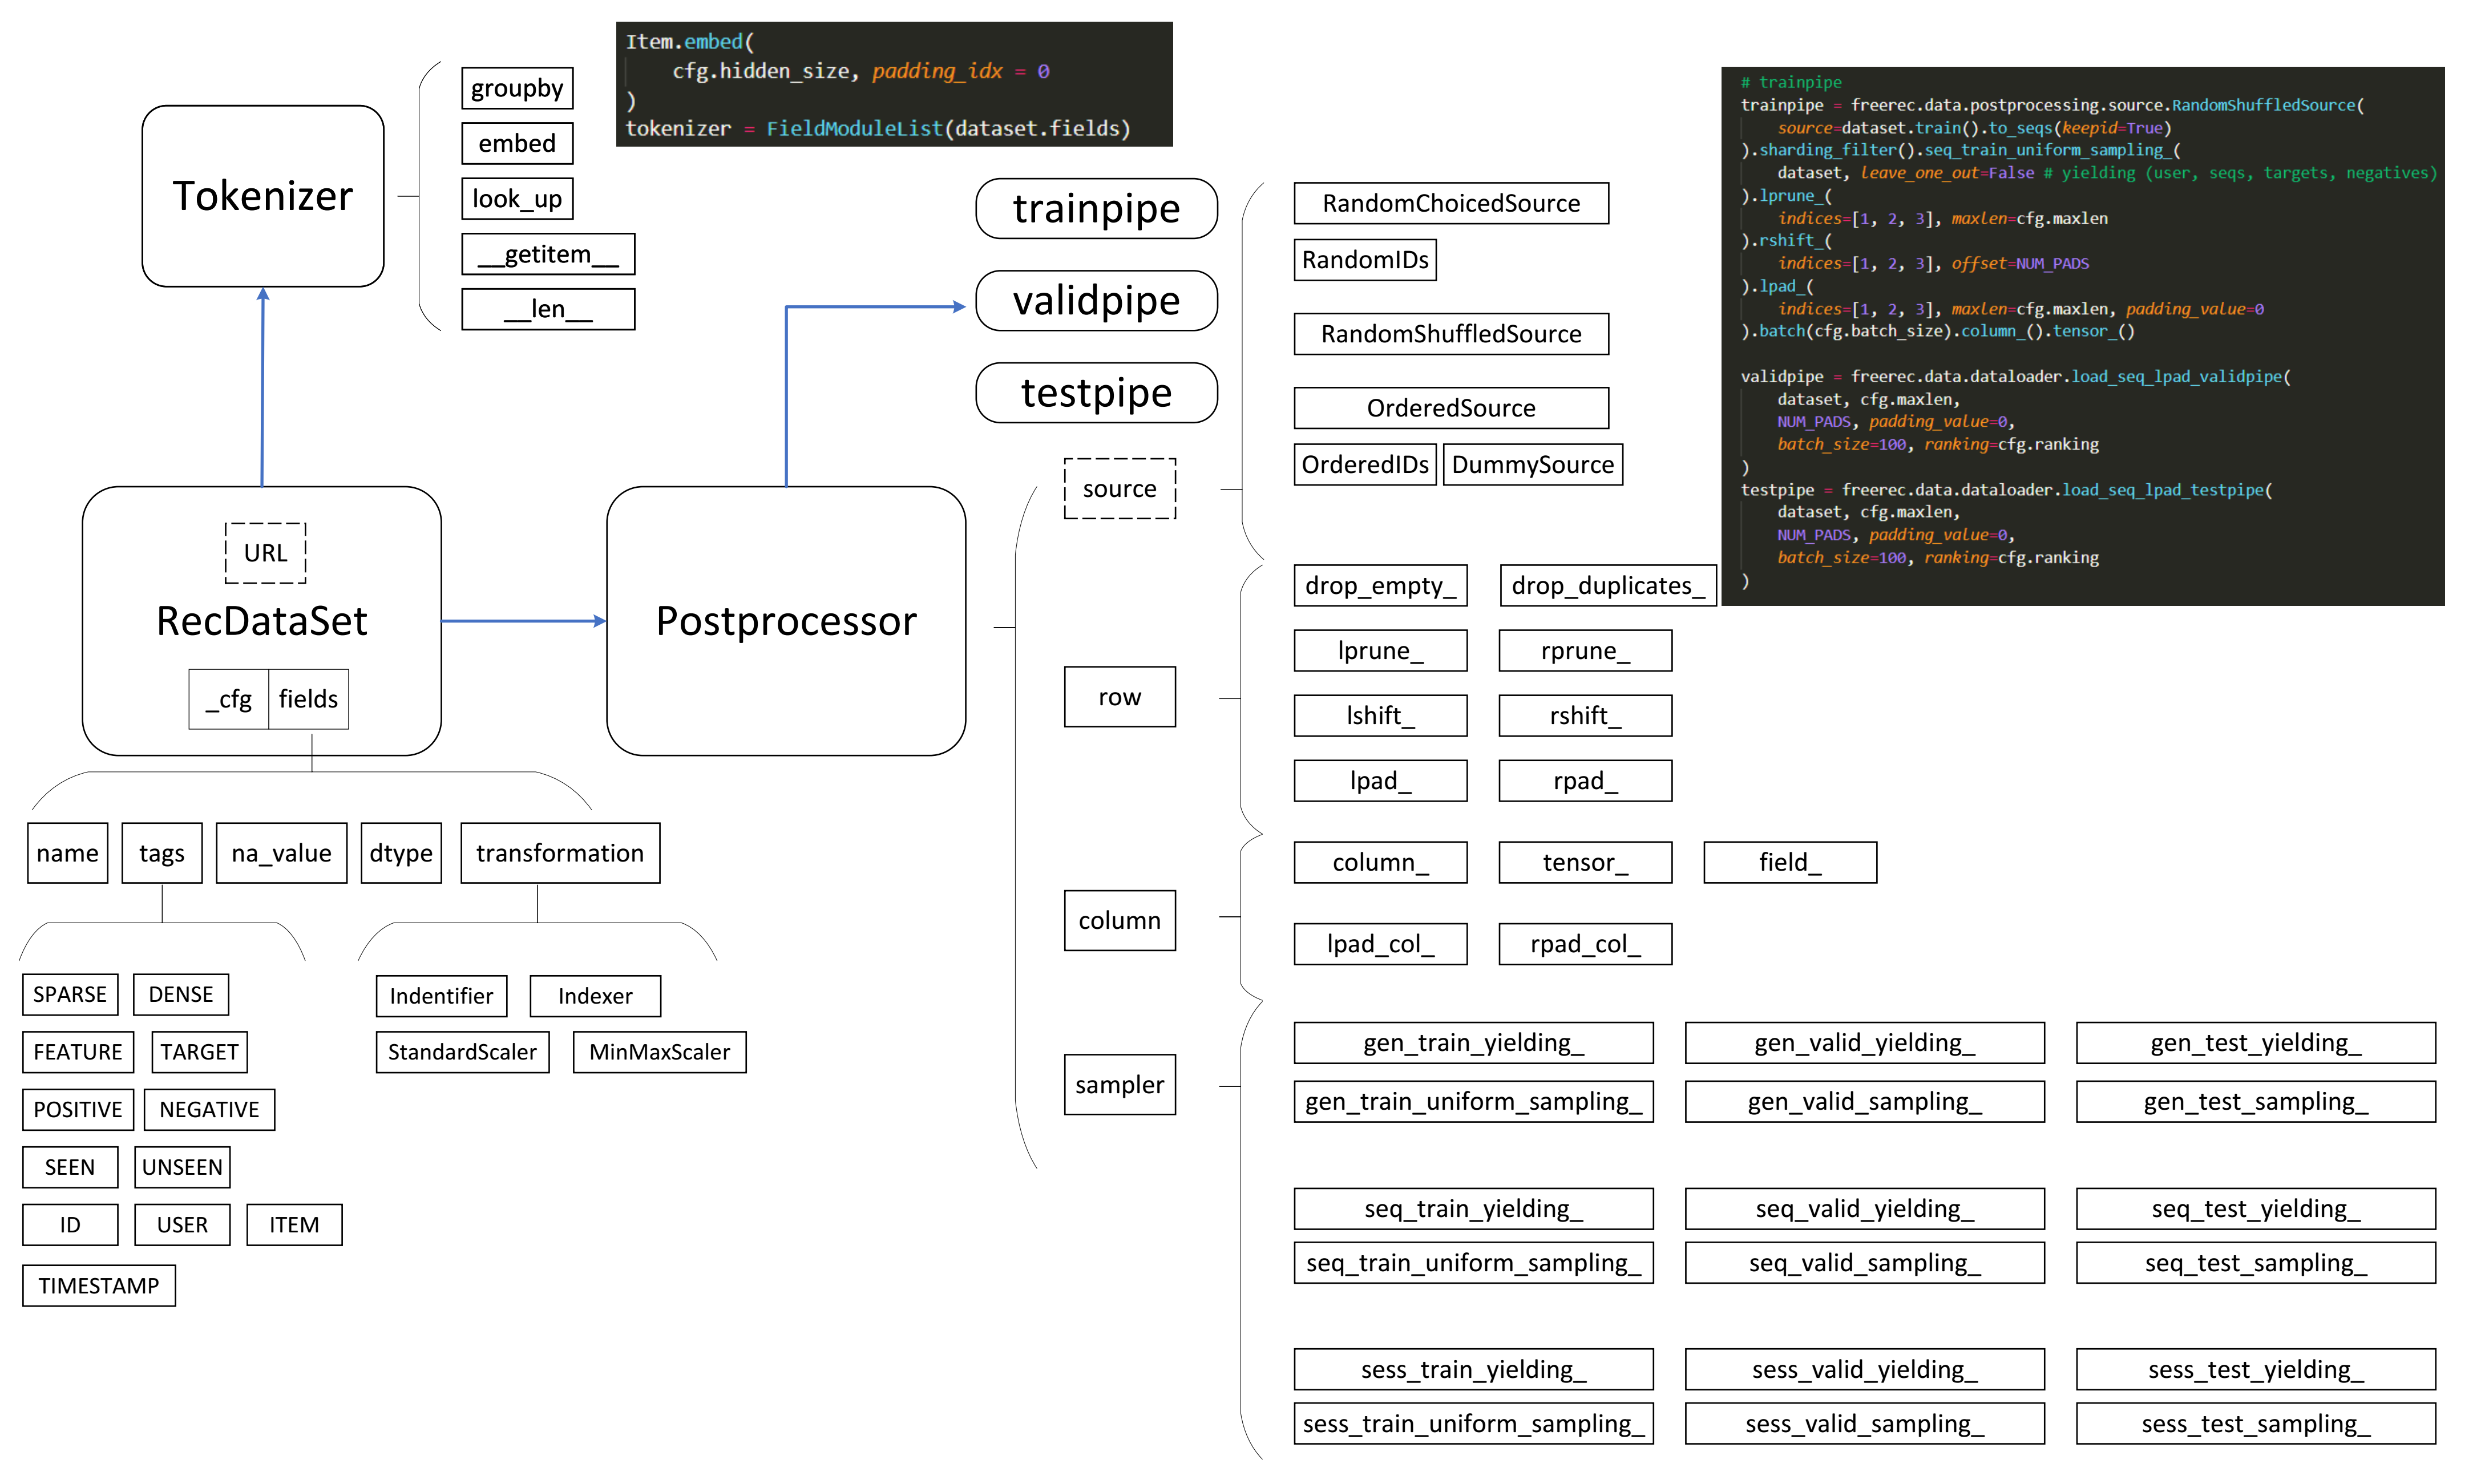 Item.embed(
    cfg.hidden_size, padding_idx = 0
)
tokenizer = FieldModuleList(dataset.fields)
Tokenizer
groupby
embed
look_up
__getitem__
__len__
# trainpipe
trainpipe = freerec.data.postprocessing.source.RandomShuffledSource(
    source=dataset.train().to_seqs(keepid=True)
).sharding_filter().seq_train_uniform_sampling_(
    dataset, leave_one_out=False # yielding (user, seqs, targets, negatives)
).lprune_(
    indices=[1, 2, 3], maxlen=cfg.maxlen
).rshift_(
    indices=[1, 2, 3], offset=NUM_PADS
).lpad_(
    indices=[1, 2, 3], maxlen=cfg.maxlen, padding_value=0
).batch(cfg.batch_size).column_().tensor_()
validpipe = freerec.data.dataloader.load_seq_lpad_validpipe(
    dataset, cfg.maxlen,
    NUM_PADS, padding_value=0,
    batch_size=100, ranking=cfg.ranking
)
testpipe = freerec.data.dataloader.load_seq_lpad_testpipe(
    dataset, cfg.maxlen,
    NUM_PADS, padding_value=0,
    batch_size=100, ranking=cfg.ranking
)
trainpipe
validpipe
testpipe
URL
RecDataSet
_cfg fields
Postprocessor
name tags na_value dtype transformation
SPARSE DENSE
FEATURE TARGET
POSITIVE NEGATIVE
SEEN UNSEEN
ID USER ITEM
TIMESTAMP
Indentifier Indexer
StandardScaler MinMaxScaler
source
RandomChoicedSource
RandomIDs
RandomShuffledSource
OrderedSource
OrderedIDs DummySource
row
drop_empty_ drop_duplicates_
lprune_ rprune_
lshift_ rshift_
lpad_ rpad_
column
column_ tensor_ field_
lpad_col_ rpad_col_
sampler
gen_train_yielding_ gen_valid_yielding_ gen_test_yielding_
gen_train_uniform_sampling_ gen_valid_sampling_ gen_test_sampling_
seq_train_yielding_ seq_valid_yielding_ seq_test_yielding_
seq_train_uniform_sampling_ seq_valid_sampling_ seq_test_sampling_
sess_train_yielding_ sess_valid_yielding_ sess_test_yielding_
sess_train_uniform_sampling_ sess_valid_sampling_ sess_test_sampling_